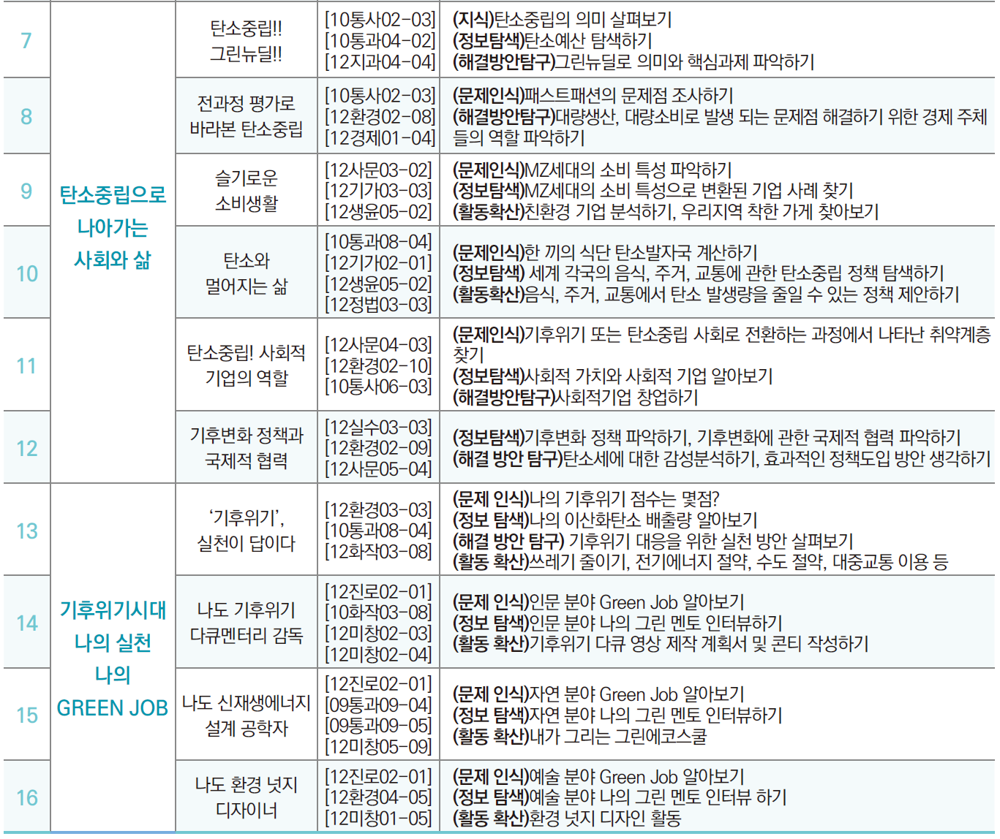 7
탄소중립!!
그린뉴딜!!
[10통사02-03]
[10통과04-02]
[12지과04-04]
(지식)탄소중립의 의미 살펴보기
(정보탐색)탄소예산 탐색하기
(해결방안탐구)그린뉴딜로 의미와 핵심과제 파악하기
탄소중립으로
나아가는
사회와 삶
8
전과정 평가로
바라본 탄소중립
[10통사02-03]
[12환경02-08]
[12경제01-04]
(문제인식)패스트패션의 문제점 조사하기
(해결방안탐구)대량생산, 대량소비로 발생 되는 문제점 해결하기 위한 경제 주체
들의 역할 파악하기
9
슬기로운
소비생활
[12사문03-02]
[12기가03-03]
[12생윤05-02]
(문제인식)MZ세대의 소비 특성 파악하기
(정보탐색)MZ세대의 소비 특성으로 변환된 기업 사례 찾기
(활동확산)친환경 기업 분석하기, 우리지역 착한 가게 찾아보기
10
탄소와
멀어지는 삶
[10통과08-04]
[12기가02-01]
[12생윤05-02]
[12정법03-03]
(문제인식)한 끼의 식단 탄소발자국 계산하기
(정보탐색) 세계 각국의 음식, 주거, 교통에 관한 탄소중립 정책 탐색하기
(활동확산)음식, 주거, 교통에서 탄소 발생량을 줄일 수 있는 정책 제안하기
11
탄소중립! 사회적
기업의 역할
[12사문04-03]
[12환경02-10]
[10통사06-03]
(문제인식)기후위기 또는 탄소중립 사회로 전환하는 과정에서 나타난 취약계층
찾기
(정보탐색)사회적 가치와 사회적 기업 알아보기
(해결방안탐구)사회적기업 창업하기
12
기후변화 정책과
국제적 협력
[12실수03-03]
[12환경02-09]
[12사문05-04]
(정보탐색)기후변화 정책 파악하기, 기후변화에 관한 국제적 협력 파악하기
(해결 방안 탐구)탄소세에 대한 감성분석하기, 효과적인 정책도입 방안 생각하기
13
‘기후위기’,
실천이 답이다
[12환경03-03]
[10통과08-04]
[12화작03-08]
(문제 인식)나의 기후위기 점수는 몇점?
(정보 탐색)나의 이산화탄소 배출량 알아보기
(해결 방안 탐구) 기후위기 대응을 위한 실천 방안 살펴보기
(활동 확산)쓰레기 줄이기, 전기에너지 절약, 수도 절약, 대중교통 이용 등
기후위기시대
나의 실천
나의
GREEN JOB
14
나도 기후위기
다큐멘터리 감독
[12진로02-01]
[10화작03-08]
[12미창02-03]
[12미창02-04]
(문제 인식)인문 분야 Green Job 알아보기
(정보 탐색)인문 분야 나의 그린 멘토 인터뷰하기
(활동 확산)기후위기 다큐 영상 제작 계획서 및 콘티 작성하기
15
나도 신재생에너지
설계 공학자
[12진로02-01]
[09통과09-04]
[09통과09-05]
[12미창05-09]
(문제 인식)자연 분야 Green Job 알아보기
(정보 탐색)자연 분야 나의 그린 멘토 인터뷰하기
(활동 확산)내가 그리는 그린에코스쿨
16
나도 환경 넛지
디자이너
[12진로02-01]
[12환경04-05]
[12미창01-05]
(문제 인식)예술 분야 Green Job 알아보기
(정보 탐색)예술 분야 나의 그린 멘토 인터뷰 하기
(활동 확산)환경 넛지 디자인 활동